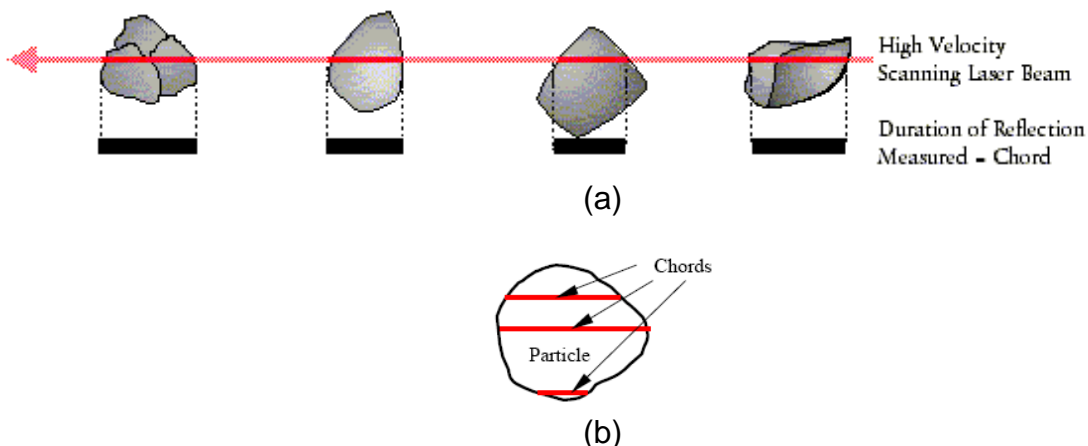 High Velocity
Scanning Laser Beam
Duration of Reflection
Measured - Chord
(a)
Chords
Particle
(b)